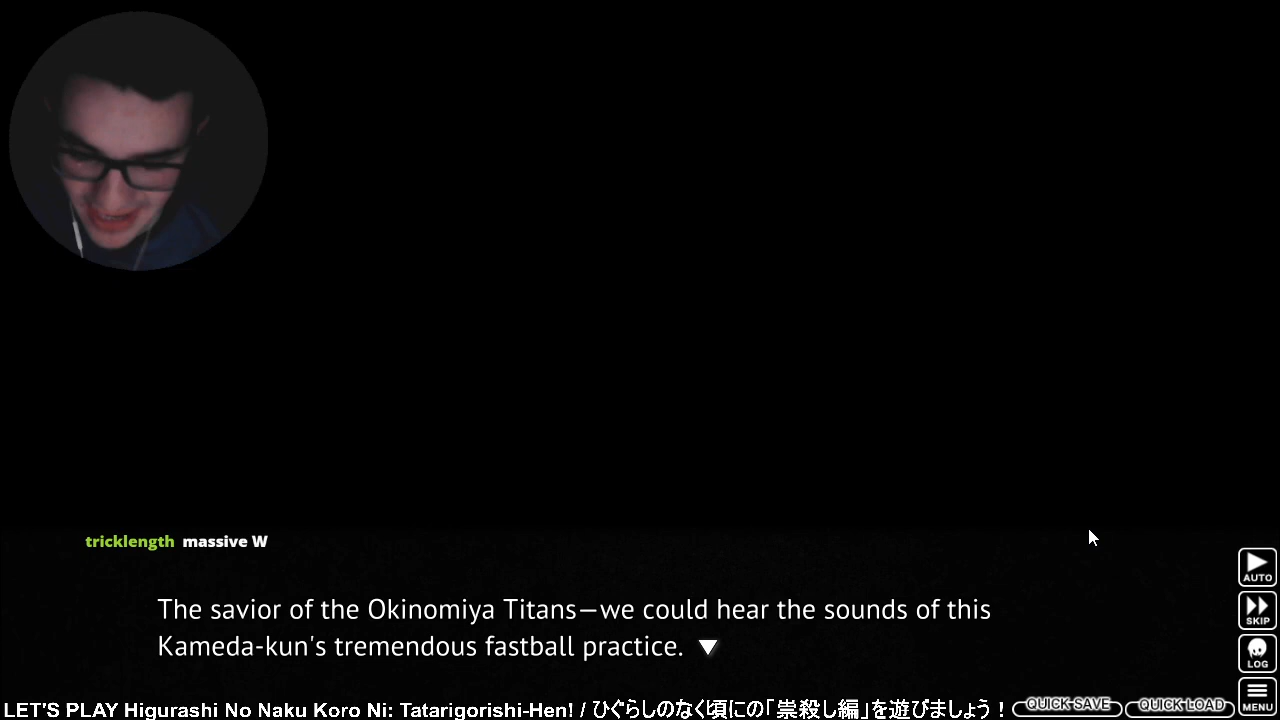 tricklength massive W
The savior of the Okinomiya Titans—we could hear the sounds of this
Kameda-kun's tremendous fastball practice.
AUTO
SKIP
LOG
MENU
LET'S PLAY Higurashi No Naku Koro Ni: Tatarigorishi-Hen! / ひぐらしのなく頃にの「祟殺し編」を遊びましょう！
QUICK SAVE
QUICK LOAD